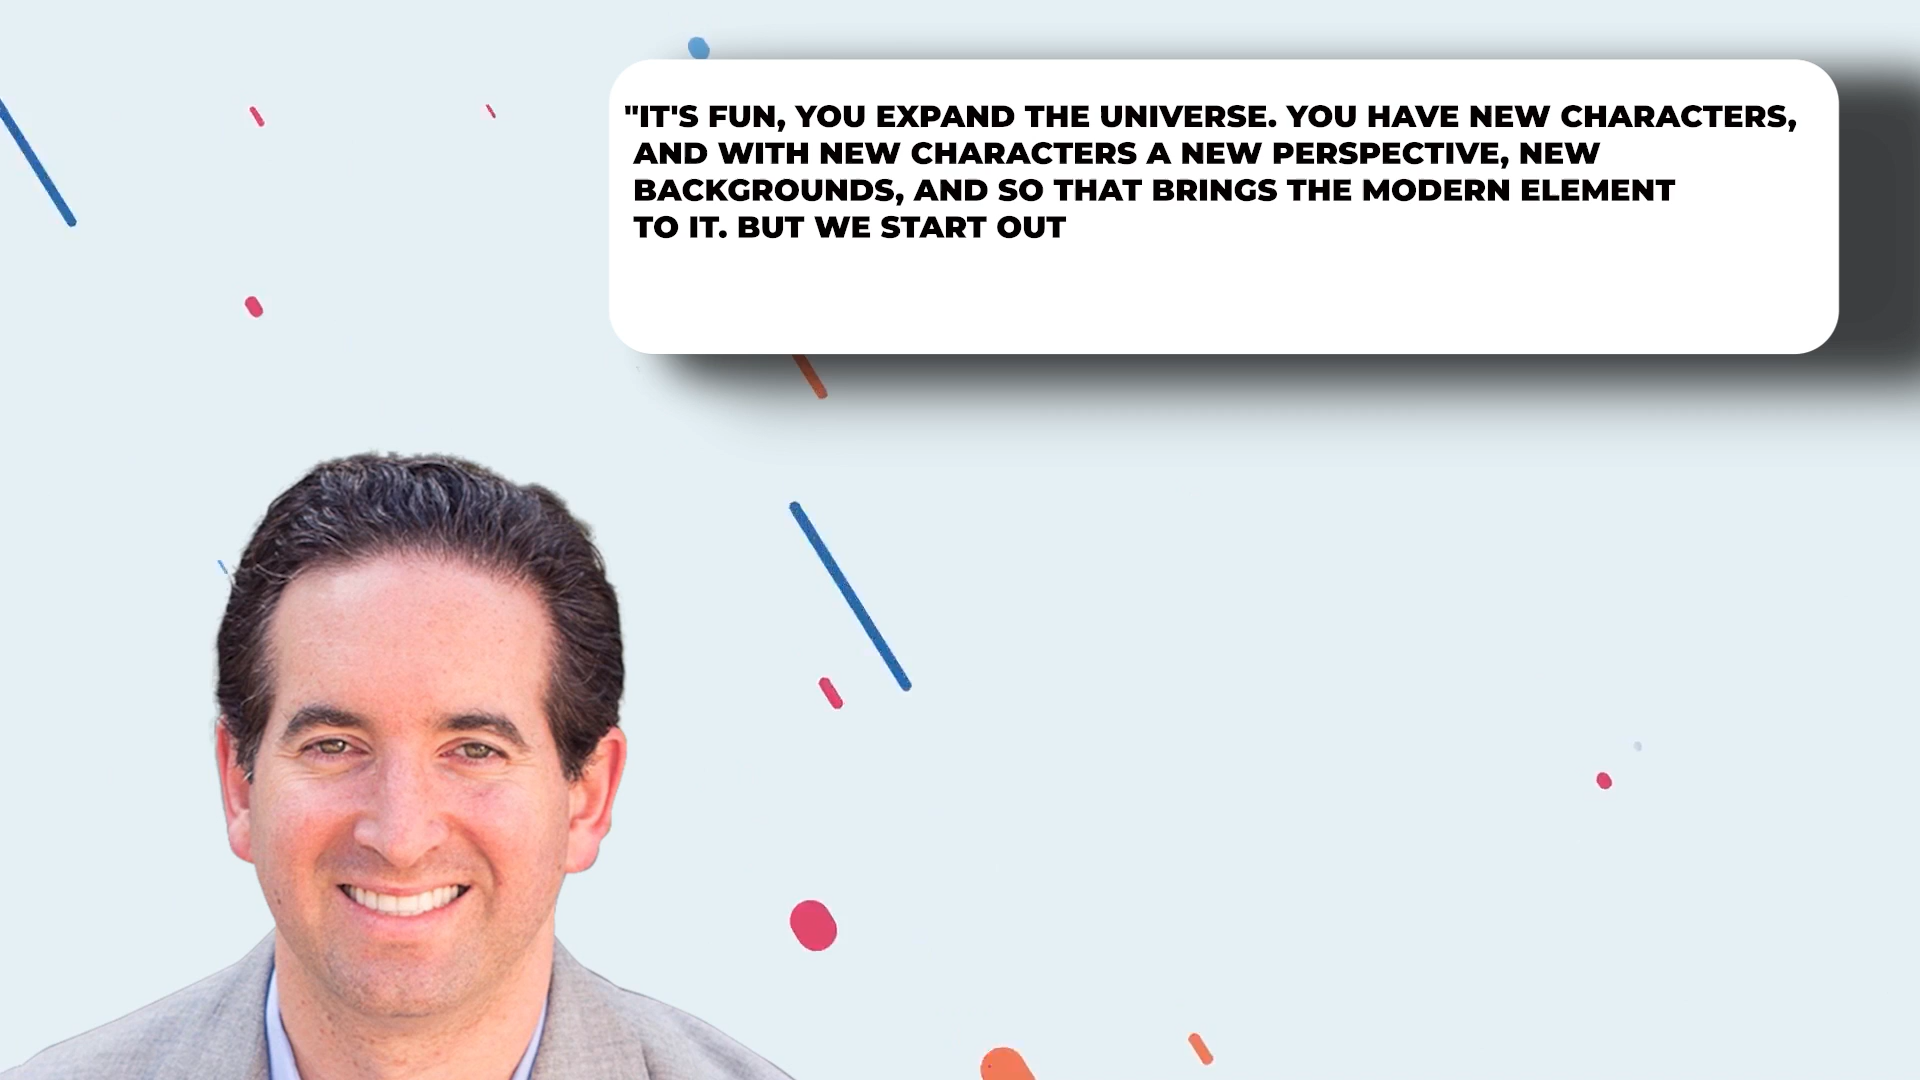 "IT'S FUN, YOU EXPAND THE UNIVERSE. YOU HAVE NEW CHARACTERS,
AND WITH NEW CHARACTERS A NEW PERSPECTIVE, NEW
BACKGROUNDS, AND SO THAT BRINGS THE MODERN ELEMENT
TO IT. BUT WE START OUT